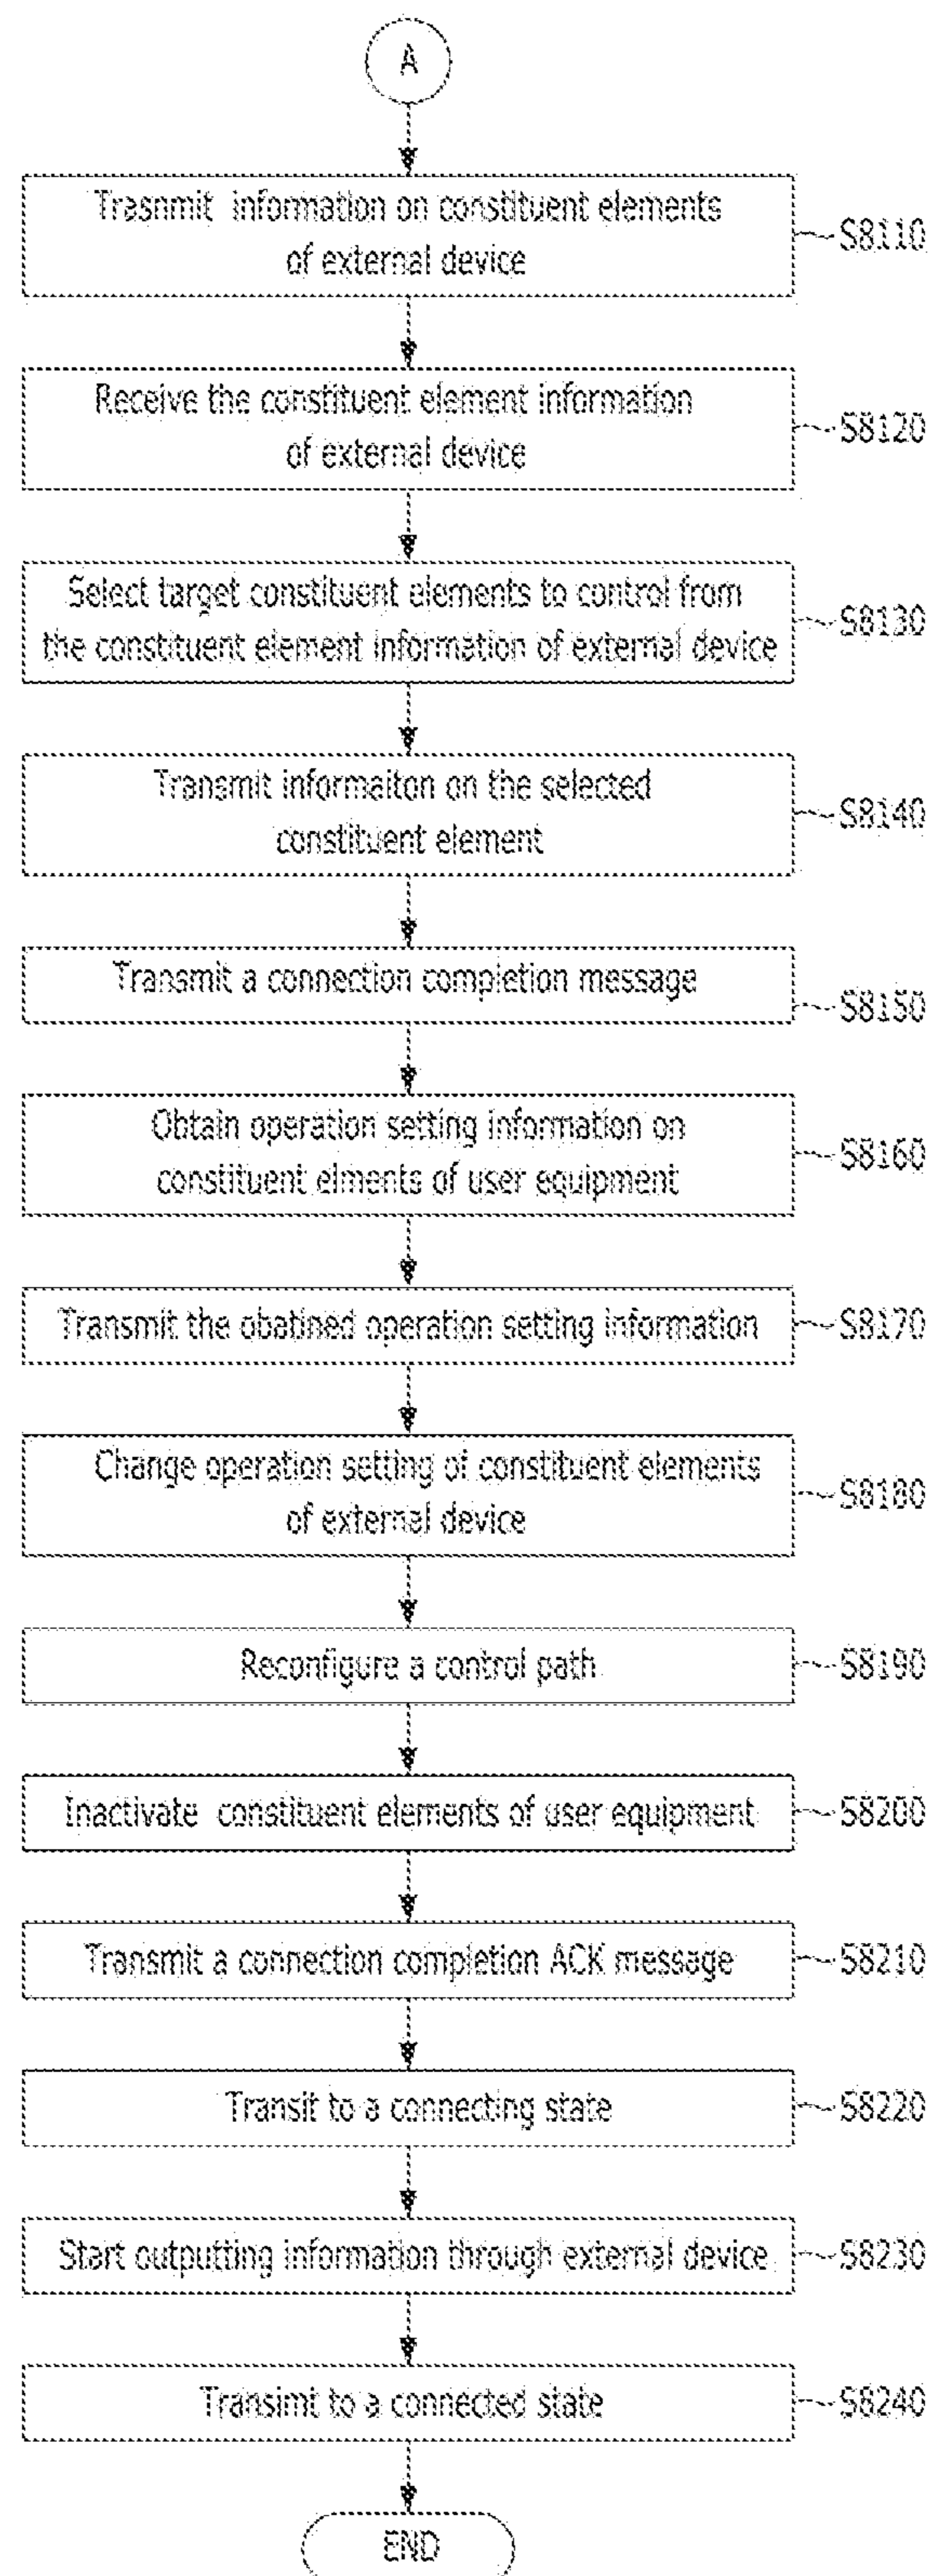 A
Trasnmit information on constituent elements
of external device
S8110
Receive the constituent element information
of external device
S8120
Select target constituent elements to control from
the constituent element information of external device
S8130
Transmit informaiton on the selected
constituent element
S8140
Transmit a connection completion message
S8150
Obtain operation setting information on
constituent elments of user equipment
S8160
Transmit the obatined operation setting information
S8170
Change operation setting of constituent elements
of external device
S8180
Reconfigure a control path
S8190
Inactivate constituent elements of user equipment
S8200
Transmit a connection completion ACK message
S8210
Transit to a connecting state
S8220
Start outputting information through external device
S8230
Transimt to a connected state
S8240
END